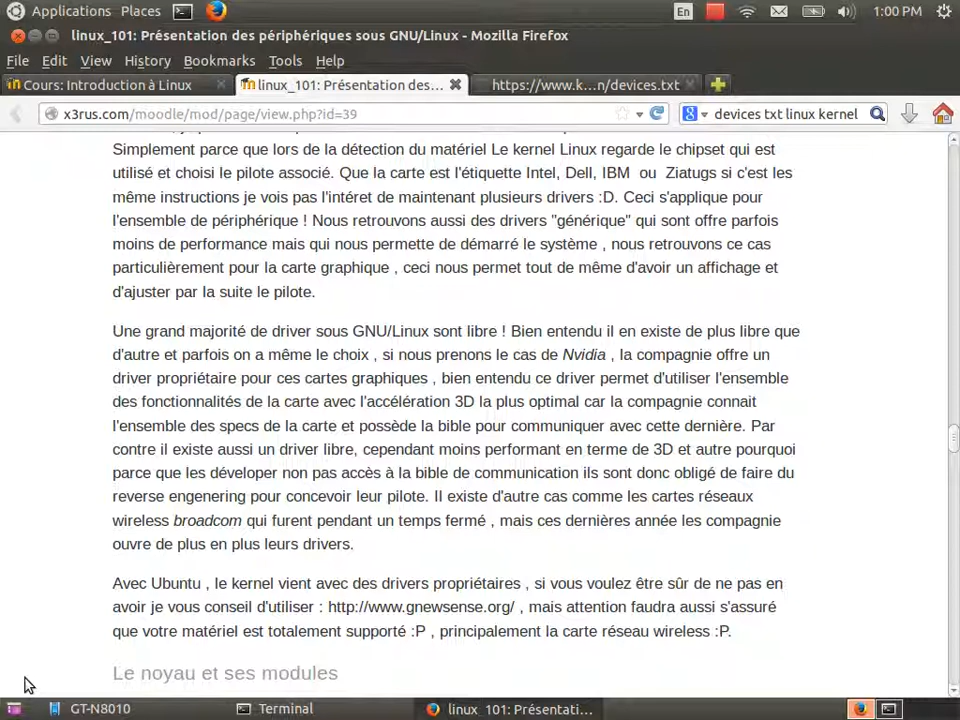 Applications Places En 1:00 PM
linux_101: Présentation des périphériques sous GNU/Linux - Mozilla Firefox
File Edit View History Bookmarks Tools Help
Cours: Introduction à Linux linux_101: Présentation des... https://www.k...n/devices.txt
x3rus.com/moodle/mod/page/view.php?id=39 devices txt linux kernel
Simplement parce que lors de la détection du matériel Le kernel Linux regarde le chipset qui est
utilisé et choisi le pilote associé. Que la carte est l'étiquette Intel, Dell, IBM ou Ziatugs si c'est les
même instructions je vois pas l'intéret de maintenant plusieurs drivers :D. Ceci s'applique pour
l'ensemble de périphérique ! Nous retrouvons aussi des drivers "générique" qui sont offre parfois
moins de performance mais qui nous permette de démarré le système , nous retrouvons ce cas
particulièrement pour la carte graphique , ceci nous permet tout de même d'avoir un affichage et
d'ajuster par la suite le pilote.
Une grand majorité de driver sous GNU/Linux sont libre ! Bien entendu il en existe de plus libre que
d'autre et parfois on a même le choix , si nous prenons le cas de Nvidia , la compagnie offre un
driver propriétaire pour ces cartes graphiques , bien entendu ce driver permet d'utiliser l'ensemble
des fonctionnalités de la carte avec l'accélération 3D la plus optimal car la compagnie connait
l'ensemble des specs de la carte et possède la bible pour communiquer avec cette dernière. Par
contre il existe aussi un driver libre, cependant moins performant en terme de 3D et autre pourquoi
parce que les déveloper non pas accès à la bible de communication ils sont donc obligé de faire du
reverse engenering pour concevoir leur pilote. Il existe d'autre cas comme les cartes réseaux
wireless broadcom qui furent pendant un temps fermé , mais ces dernières année les compagnie
ouvre de plus en plus leurs drivers.
Avec Ubuntu , le kernel vient avec des drivers propriétaires , si vous voulez être sûr de ne pas en
avoir je vous conseil d'utiliser : http://www.gnewsense.org/ , mais attention faudra aussi s'assuré
que votre matériel est totalement supporté :P , principalement la carte réseau wireless :P.
Le noyau et ses modules
GT-N8010 Terminal linux_101: Présentati...